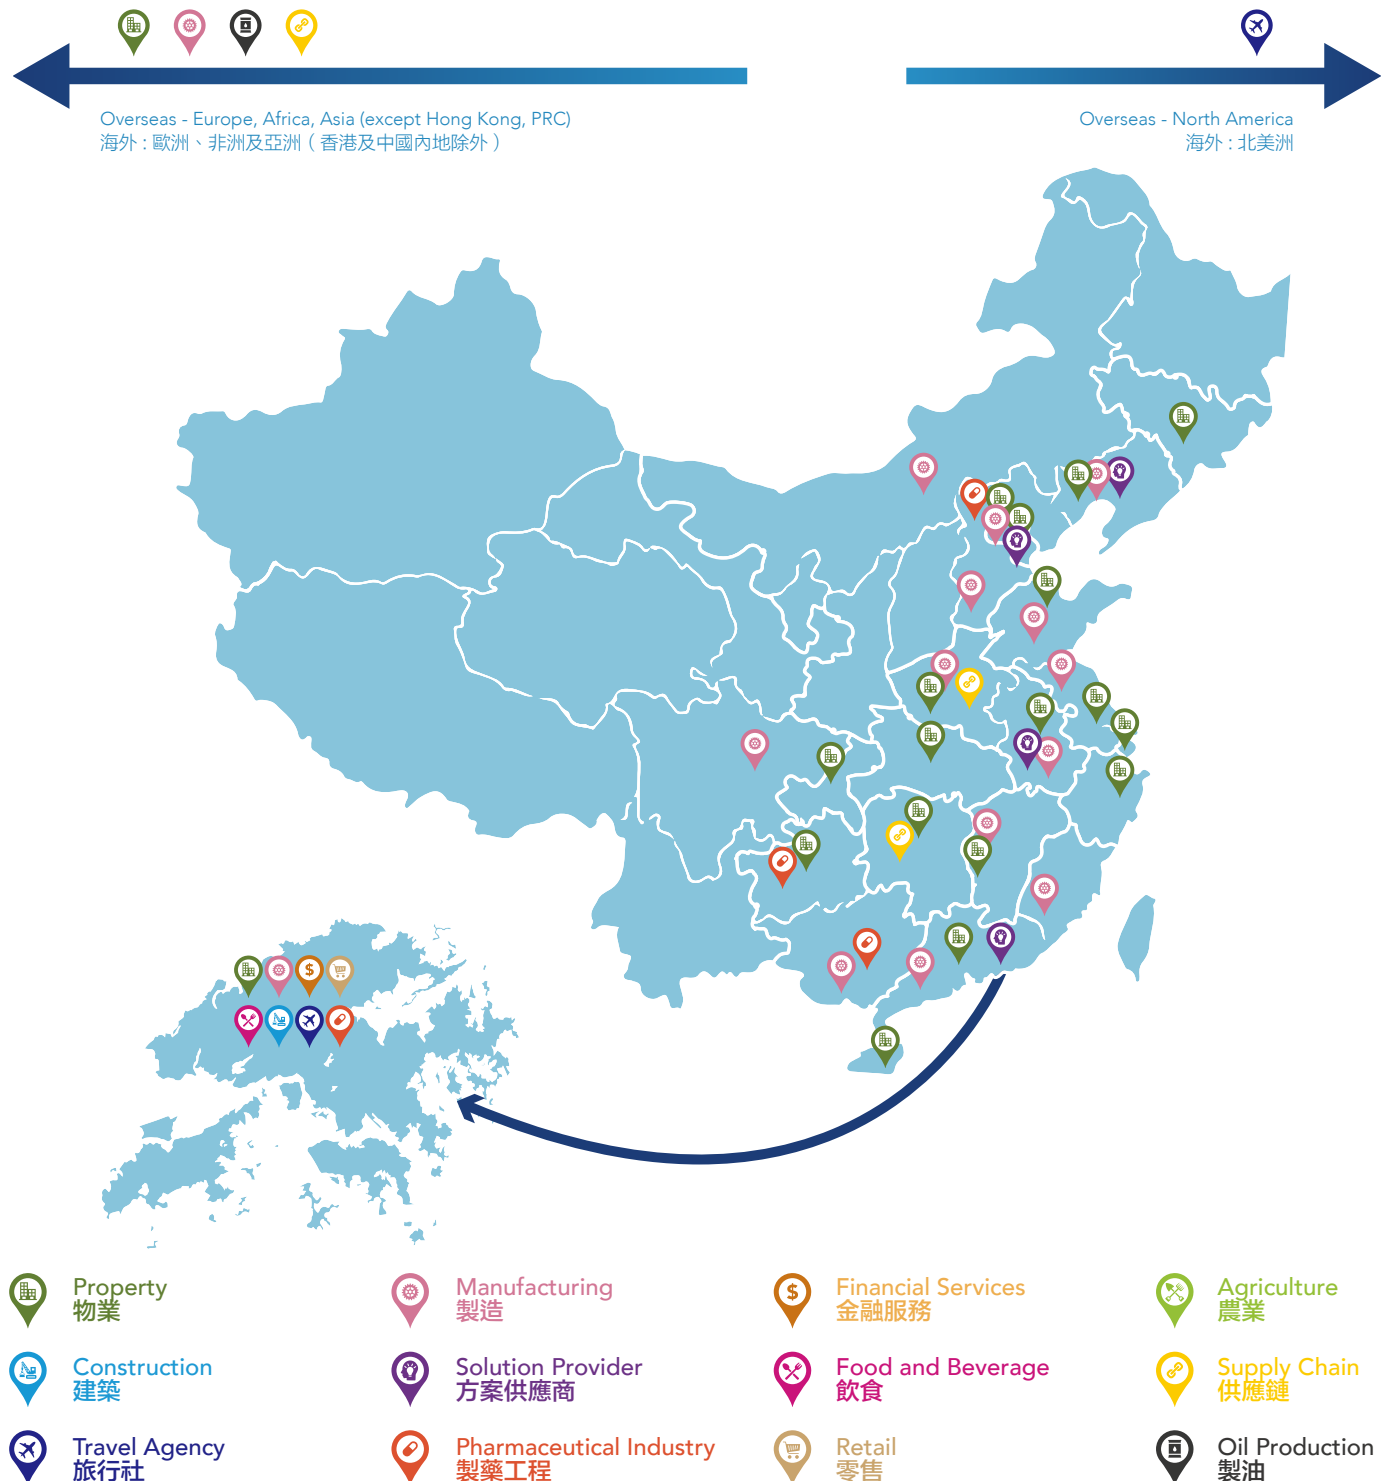 Overseas - Europe, Africa, Asia (except Hong Kong, PRC)
海外 : 歐洲、非洲及亞洲（香港及中國內地除外）
Overseas - North America
海外 : 北美洲
$
Property
物業
Manufacturing
製造
$
Financial Services
金融服務
Agriculture
農業
Construction
建築
Solution Provider
方案供應商
Food and Beverage
飲食
Supply Chain
供應鏈
Travel Agency
旅行社
Pharmaceutical Industry
製藥工程
Retail
零售
Oil Production
製油